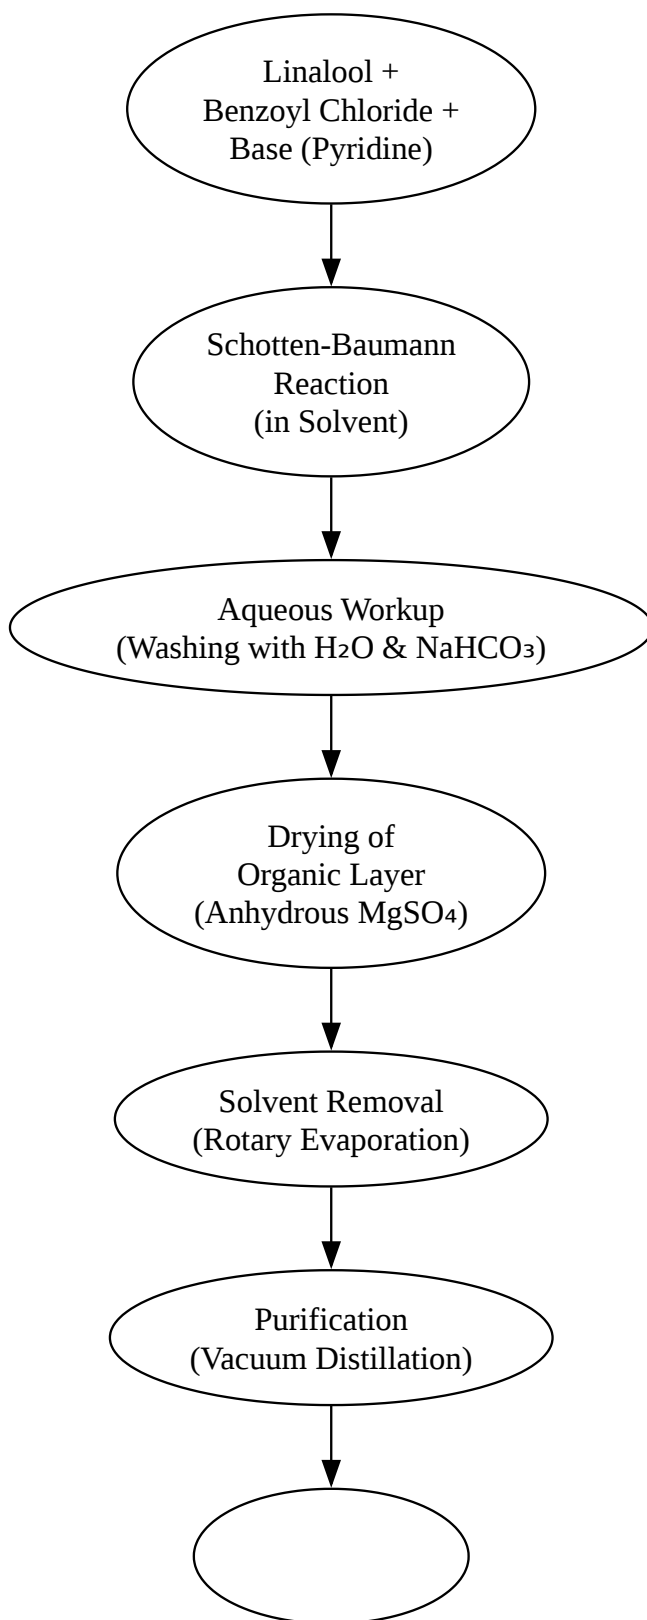 Linalool +
Benzoyl Chloride +
Base (Pyridine)
Schotten-Baumann
Reaction
(in Solvent)
Aqueous Workup
(Washing with H₂O & NaHCO₃)
Drying of
Organic Layer
(Anhydrous MgSO₄)
Solvent Removal
(Rotary Evaporation)
Purification
(Vacuum Distillation)